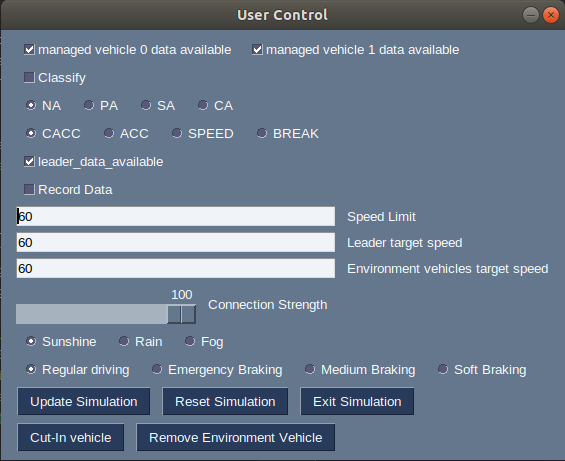 User Control
managed vehicle 0 data available managed vehicle 1 data available
Classify
NA PA SA CA
CACC ACC SPEED BREAK
leader_data_available
Record Data
60 Speed Limit
60 Leader target speed
60 Environment vehicles target speed
100
Connection Strength
Sunshine Rain Fog
Regular driving Emergency Braking Medium Braking Soft Braking
Update Simulation Reset Simulation Exit Simulation
Cut-In vehicle Remove Environment Vehicle